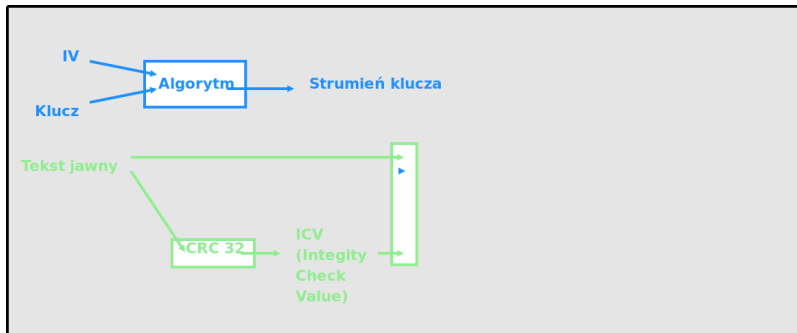 IV
Algorytm
Strumień klucza
Klucz
Tekst jawny
CRC 32
ICV
(Integity
Check
Value)